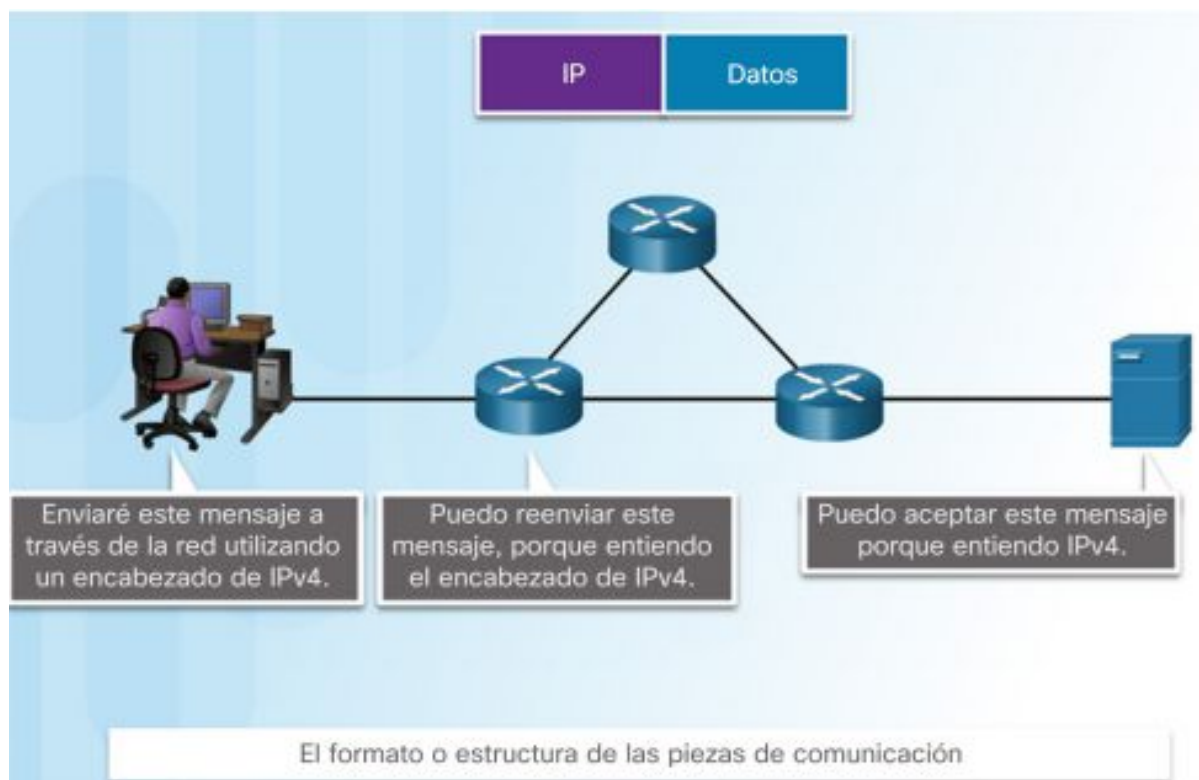 IP
Datos
Enviaré este mensaje a
través de la red utilizando
un encabezado de IPv4.
Puedo reenviar este
mensaje, porque entiendo
el encabezado de IPv4.
Puedo aceptar este mensaje
porque entiendo IPv4.
El formato o estructura de las piezas de comunicación